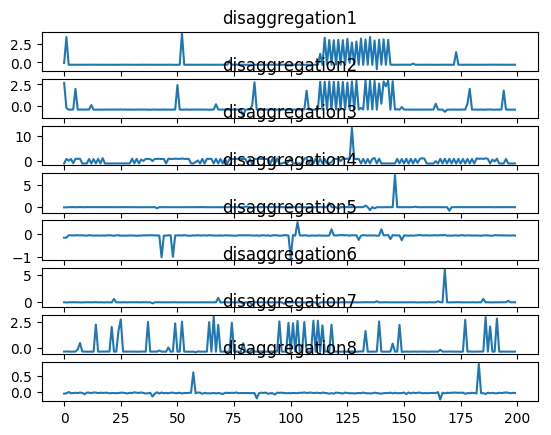 disaggregation1
2.5
0.0
disaggregation2
2.5
0.0
disaggregation3
10
0
disaggregation4
5
0
disaggregation5
0
−1
disaggregation6
5
0
disaggregation7
2.5
0.0
disaggregation8
0.5
0.0
0 25 50 75 100 125 150 175 200